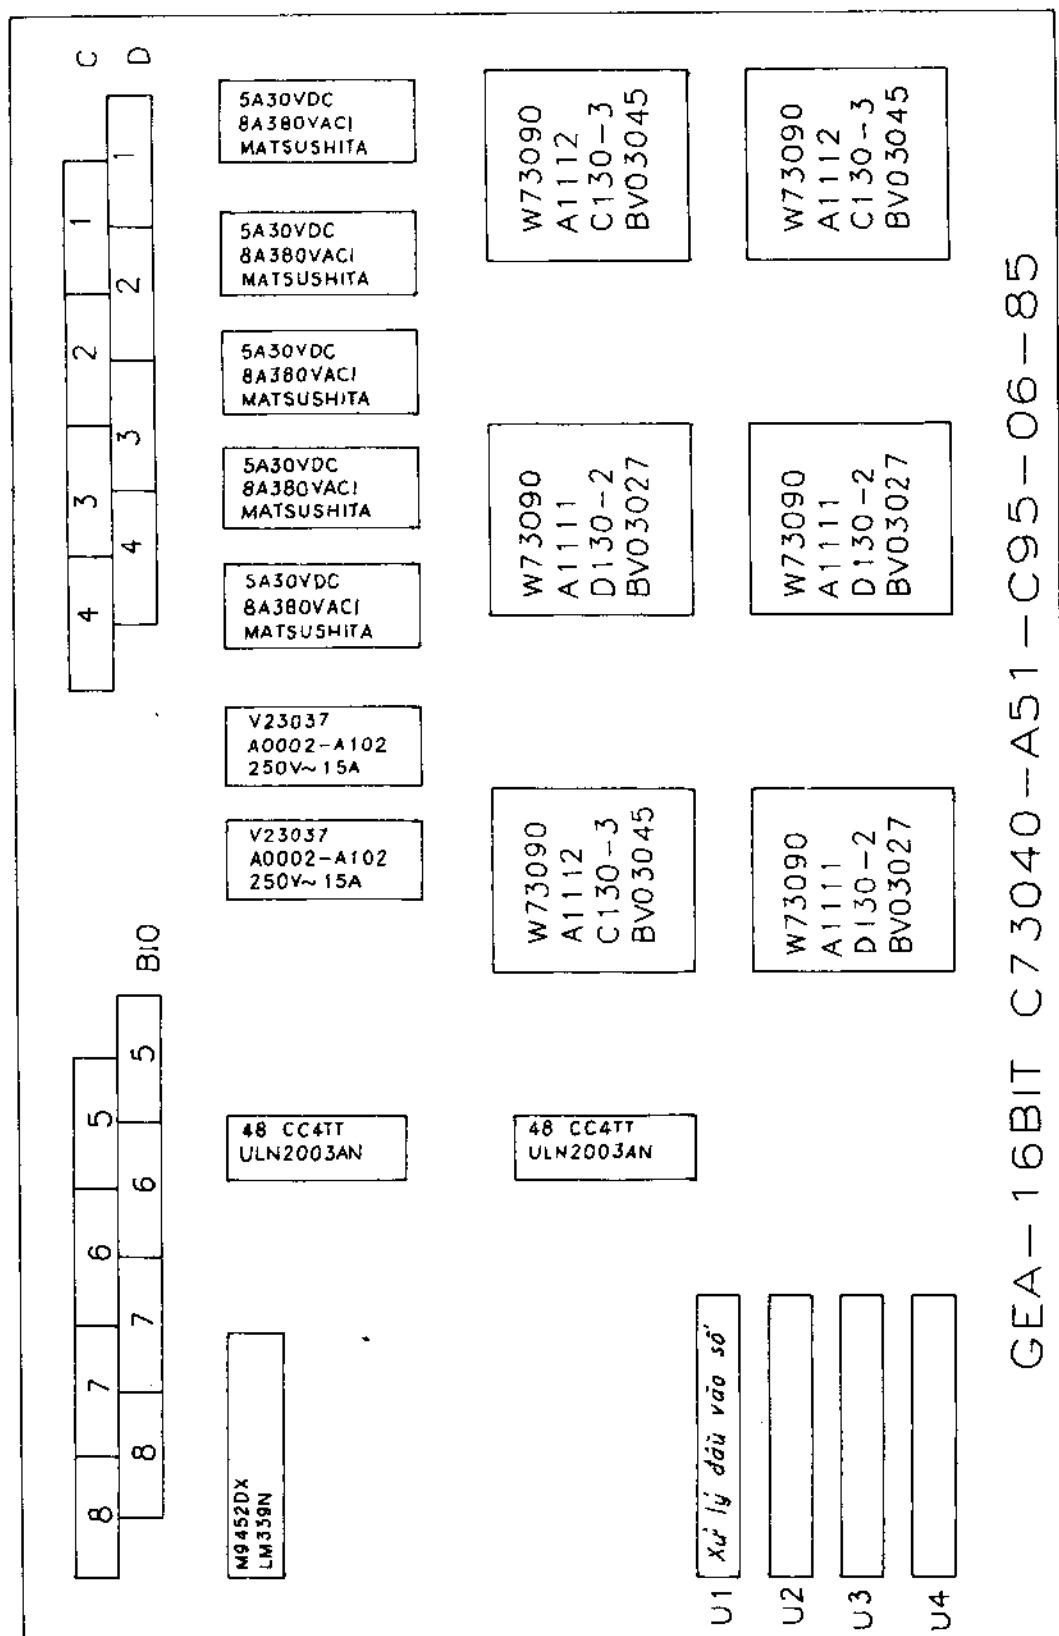 C
D
1
2
3
4
1
2
3
4
5A30VDC
8A380VACI
MATSUSHITA
5A30VDC
8A380VACI
MATSUSHITA
5A30VDC
8A380VACI
MATSUSHITA
5A30VDC
8A380VACI
MATSUSHITA
5A30VDC
8A380VACI
MATSUSHITA
V23037
A0002-A102
250V~15A
V23037
A0002-A102
250V~15A
W73090
A1112
C130-3
BV03045
W73090
A1112
C130-3
BV03045
W73090
A1111
D130-2
BV03027
W73090
A1111
D130-2
BV03027
W73090
A1112
C130-3
BV03045
W73090
A1111
D130-2
BV03027
BIO
5
6
7
8
5
6
7
8
48 CC4TT
ULN2003AN
48 CC4TT
ULN2003AN
M9452DX
LM339N
U1 Xử lý đầu vào số
U2
U3
U4
GEA-16BIT C73040-A51-C95-06-85